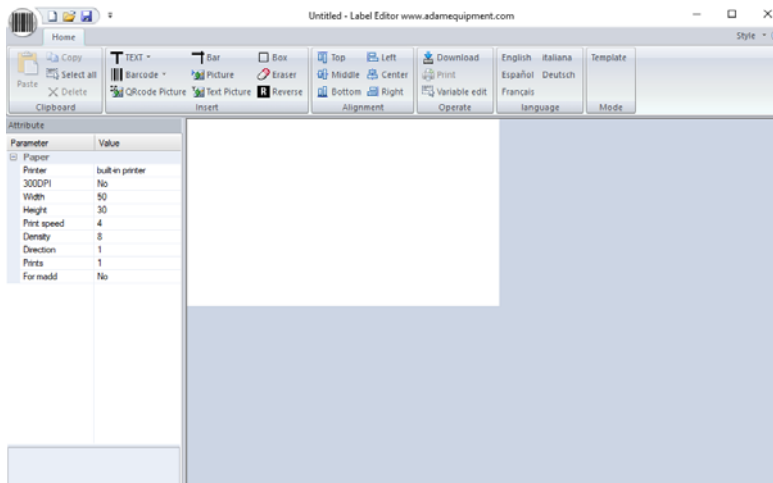 Untitled - Label Editor www.adamequipment.com
Home
Style
Paste
Copy
Select all
Delete
Clipboard
TEXT
Bar
Box
Barcode
Picture
Eraser
QRcode Picture
Text Picture
R Reverse
Insert
Top
Left
Middle
Center
Bottom
Right
Alignment
Download
Print
Variable edit
Operate
English
italiana
Español
Deutsch
Français
language
Template
Mode
Attribute
Parameter Value
Paper
Printer built-in printer
300DPI No
Width 50
Height 30
Print speed 4
Density 8
Direction 1
Prints 1
For madd No